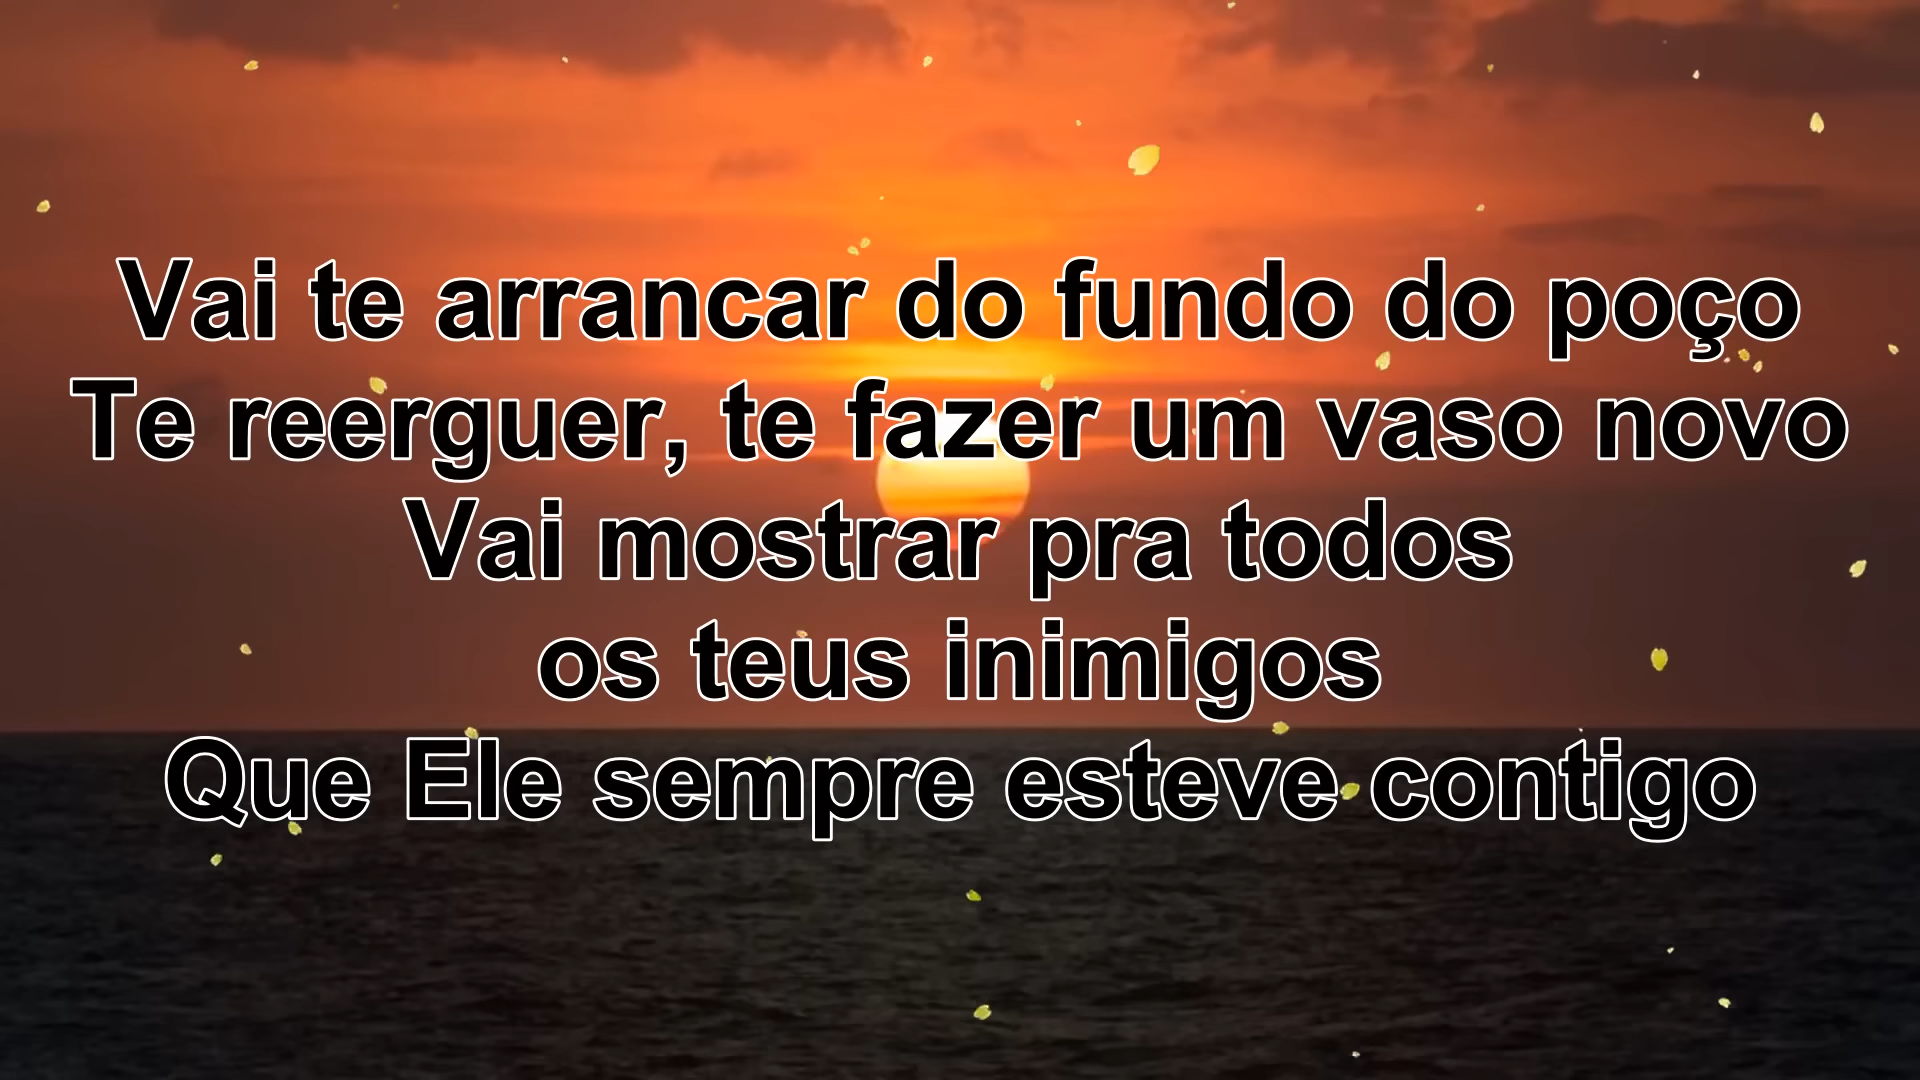 Vai te arrancar do fundo do poço
Te reerguer, te fazer um vaso novo
Vai mostrar pra todos
os teus inimigos
Que Ele sempre esteve contigo